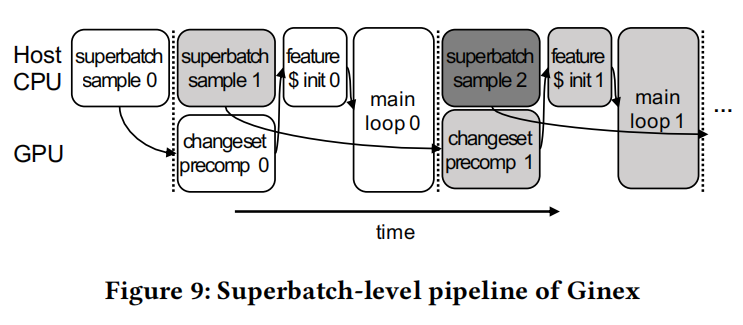 Host
CPU
superbatch
sample 0
superbatch
sample 1
feature
$ init 0
main
loop 0
superbatch
sample 2
feature
$ init 1
main
loop 1
...
GPU
changeset
precomp 0
changeset
precomp 1
time
Figure 9: Superbatch-level pipeline of Ginex